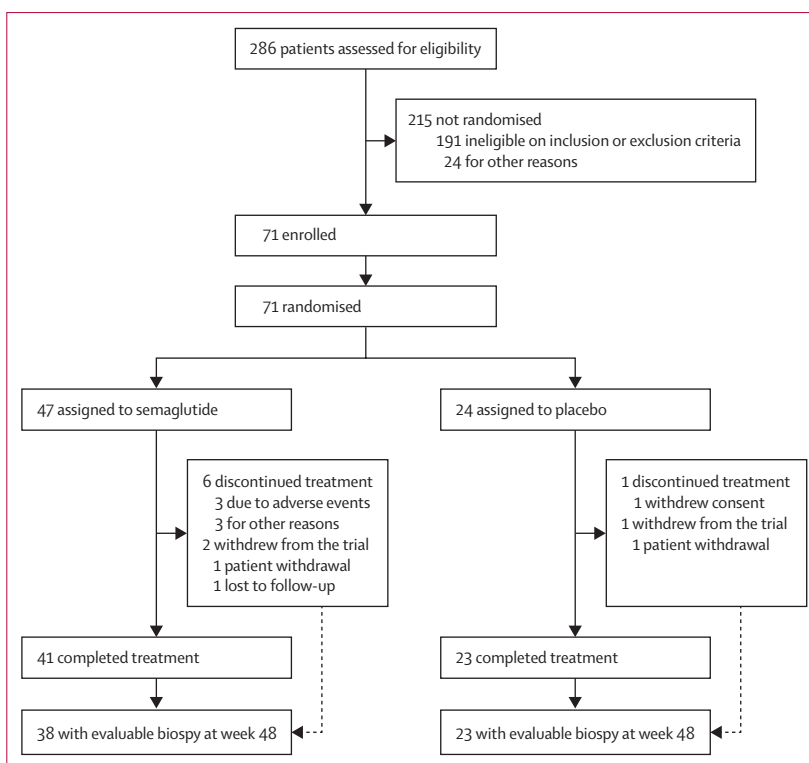 286 patients assessed for eligibility
215 not randomised
191 ineligible on inclusion or exclusion criteria
24 for other reasons
71 enrolled
71 randomised
47 assigned to semaglutide
24 assigned to placebo
6 discontinued treatment
3 due to adverse events
3 for other reasons
2 withdrew from the trial
1 patient withdrawal
1 lost to follow-up
1 discontinued treatment
1 withdrew consent
1 withdrew from the trial
1 patient withdrawal
41 completed treatment
23 completed treatment
38 with evaluable biospy at week 48
23 with evaluable biospy at week 48